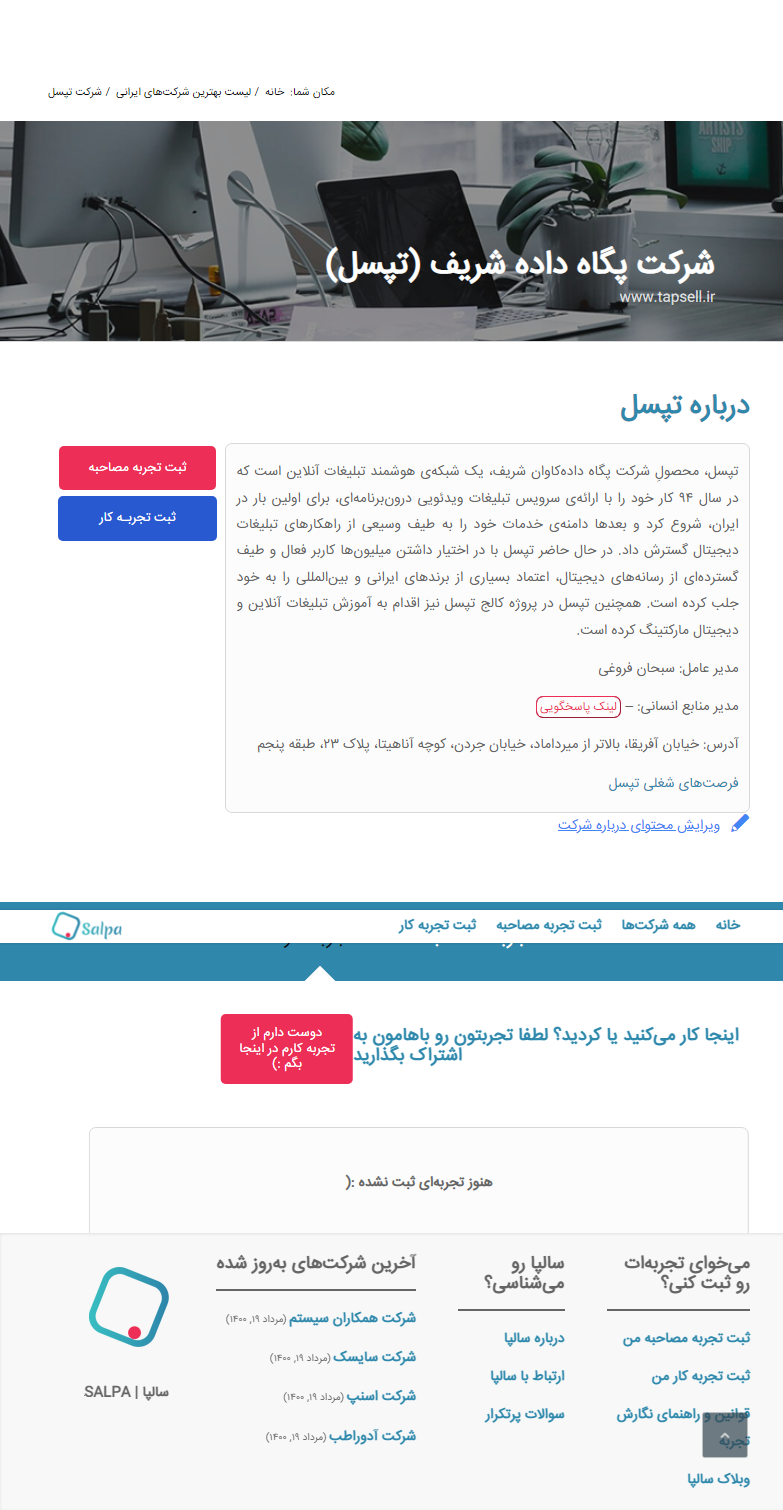 مکان شما: خانه / لیست بهترین شرکت‌های ایرانی / شرکت تپسل
ARTISTS
SHIP
شرکت پگاه داده شریف (تپسل)
www.tapsell.ir
درباره تپسل
ثبت تجربه مصاحبه
ثبت تجربـه کار
تپسل، محصولِ شرکت پگاه داده‌کاوان شریف، یک شبکه‌ی هوشمند تبلیغات آنلاین است که
در سال ۹۴ کار خود را با ارائه‌ی سرویس تبلیغات ویدئویی درون‌برنامه‌ای، برای اولین بار در
ایران، شروع کرد و بعدها دامنه‌ی خدمات خود را به طیف وسیعی از راهکارهای تبلیغات
دیجیتال گسترش داد. در حال حاضر تپسل با در اختیار داشتن میلیون‌ها کاربر فعال و طیف
گسترده‌ای از رسانه‌های دیجیتال، اعتماد بسیاری از برندهای ایرانی و بین‌المللی را به خود
جلب کرده است. همچنین تپسل در پروژه کالج تپسل نیز اقدام به آموزش تبلیغات آنلاین و
دیجیتال مارکتینگ کرده است.
مدیر عامل: سبحان فروغی
مدیر منابع انسانی: – لینک پاسخگویی
آدرس: خیابان آفریقا، بالاتر از میرداماد، خیابان جردن، کوچه آناهیتا، پلاک ۲۳، طبقه پنجم
فرصت‌های شغلی تپسل
ویرایش محتوای درباره شرکت
خانه همه شرکت‌ها ثبت تجربه مصاحبه ثبت تجربه کار
Salpa
اینجا کار می‌کنید یا کردید؟ لطفا تجربتون رو باهامون به
اشتراک بگذارید
دوست دارم از
تجربه کارم در اینجا
بگم :)
هنوز تجربه‌ای ثبت نشده :(
می‌خوای تجربه‌ات
رو ثبت کنی؟
ثبت تجربه مصاحبه من
ثبت تجربه کار من
قوانین و راهنمای نگارش
تجربه
وبلاک سالپا
سالپا رو
می‌شناسی؟
درباره سالپا
ارتباط با سالپا
سوالات پرتکرار
آخرین شرکت‌های به‌روز شده
شرکت همکاران سیستم (مرداد ۱۹, ۱۴۰۰)
شرکت سایسک (مرداد ۱۹, ۱۴۰۰)
شرکت اسنپ (مرداد ۱۹, ۱۴۰۰)
شرکت آدوراطب (مرداد ۱۹, ۱۴۰۰)
سالپا | SALPA